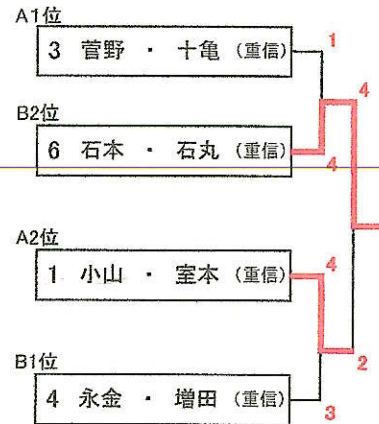 A1位
3 菅野 ・ 十亀 (重信)
1
4
B2位
6 石本 ・ 石丸 (重信)
4
A2位
1 小山 ・ 室本 (重信)
4
B1位
2
4 永金 ・ 増田 (重信)
3